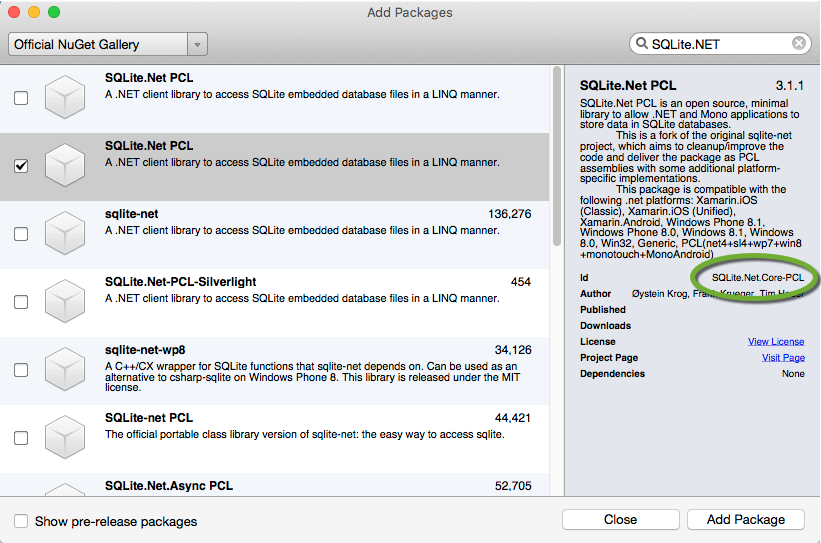 Add Packages
Official NuGet Gallery
SQLite.NET
SQLite.Net PCL
A .NET client library to access SQLite embedded database files in a LINQ manner.
SQLite.Net PCL
A .NET client library to access SQLite embedded database files in a LINQ manner.
sqlite-net 136,276
A .NET client library to access SQLite embedded database files in a LINQ manner.
SQLite.Net-PCL-Silverlight 454
A .NET client library to access SQLite embedded database files in a LINQ manner.
sqlite-net-wp8 34,126
A C++/CX wrapper for SQLite functions that sqlite-net depends on. Can be used as an
alternative to csharp-sqlite on Windows Phone 8. This library is released under the MIT
license.
SQLite-net PCL 44,421
The official portable class library version of sqlite-net: the easy way to access sqlite.
SQLite.Net.Async PCL 52,705
SQLite.Net PCL 3.1.1
SQLite.Net PCL is an open source, minimal
library to allow .NET and Mono applications to
store data in SQLite databases.
This is a fork of the original sqlite-net
project, which aims to cleanup/improve the
code and deliver the package as PCL
assemblies with some additional platform-
specific implementations.
This package is compatible with the
following .net platforms: Xamarin.iOS
(Classic), Xamarin.iOS (Unified),
Xamarin.Android, Windows Phone 8.1,
Windows Phone 8.0, Windows 8.1, Windows
8.0, Win32, Generic, PCL(net4+sl4+wp7+win8
+monotouch+MonoAndroid)
Id SQLite.Net.Core-PCL
Author Øystein Krog, Frank Krueger, Tim
Published
Downloads
License View License
Project Page Visit Page
Dependencies None
Show pre-release packages
Close
Add Package